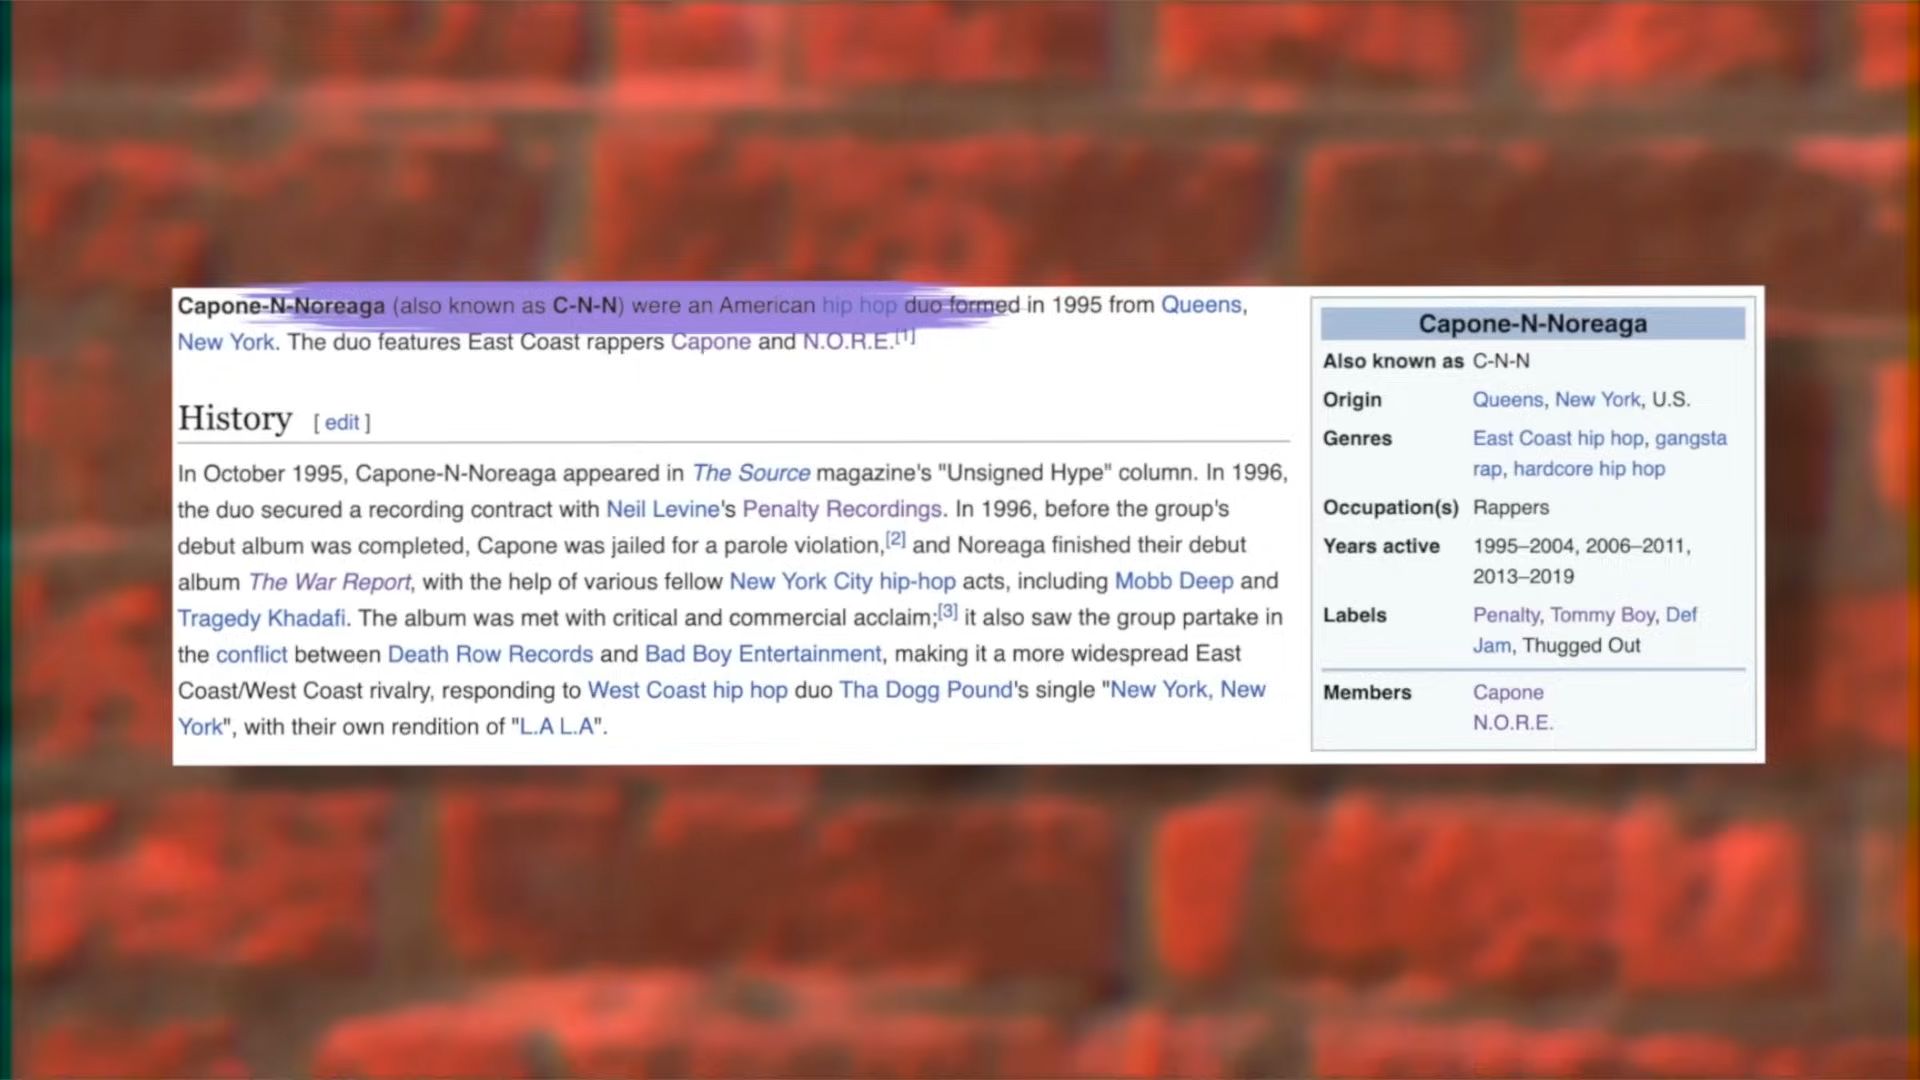 Capone-N-Noreaga (also known as C-N-N) were an American hip hop duo formed in 1995 from Queens,
New York. The duo features East Coast rappers Capone and N.O.R.E.[1]
History [ edit ]
In October 1995, Capone-N-Noreaga appeared in The Source magazine's "Unsigned Hype" column. In 1996,
the duo secured a recording contract with Neil Levine's Penalty Recordings. In 1996, before the group's
debut album was completed, Capone was jailed for a parole violation,[2] and Noreaga finished their debut
album The War Report, with the help of various fellow New York City hip-hop acts, including Mobb Deep and
Tragedy Khadafi. The album was met with critical and commercial acclaim;[3] it also saw the group partake in
the conflict between Death Row Records and Bad Boy Entertainment, making it a more widespread East
Coast/West Coast rivalry, responding to West Coast hip hop duo Tha Dogg Pound's single "New York, New
York", with their own rendition of "L.A L.A".
Capone-N-Noreaga
Also known as C-N-N
Origin Queens, New York, U.S.
Genres East Coast hip hop, gangsta
rap, hardcore hip hop
Occupation(s) Rappers
Years active 1995–2004, 2006–2011,
2013–2019
Labels Penalty, Tommy Boy, Def
Jam, Thugged Out
Members Capone
N.O.R.E.